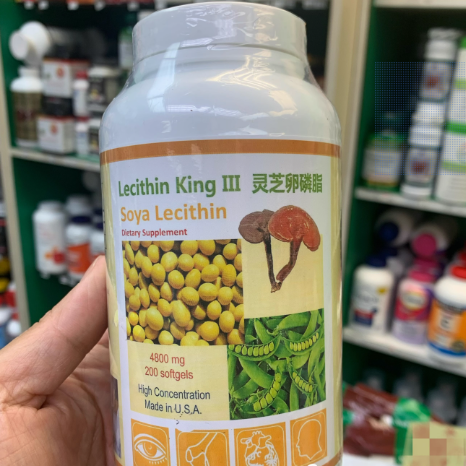 Lecithin King III 灵芝卵磷脂
Soya Lecithin
Dietary Supplement
4800 mg
200 softgels
High Concentration
Made in U.S.A.